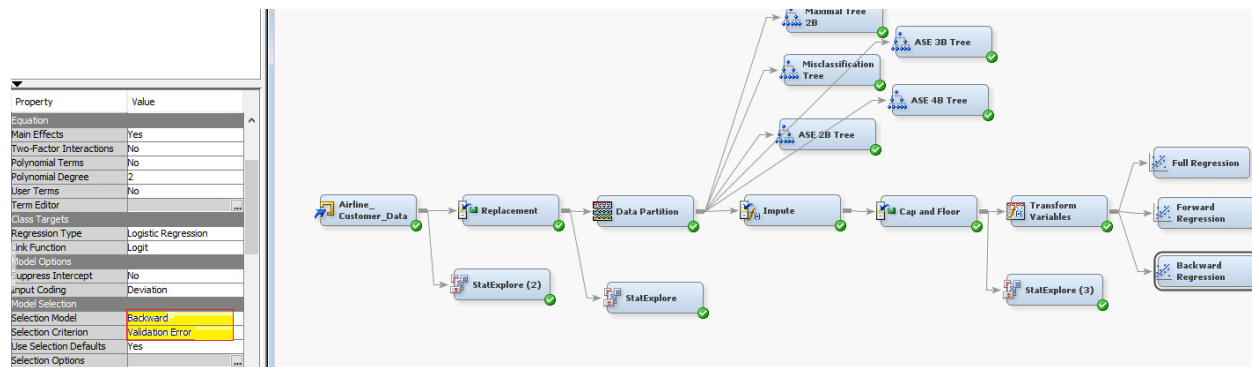 Property Value
Equation
Main Effects Yes
Two-Factor Interactions No
Polynomial Terms No
Polynomial Degree 2
User Terms No
Term Editor ...
Class Targets
Regression Type Logistic Regression
Link Function Logit
Model Options
Suppress Intercept No
Input Coding Deviation
Model Selection
Selection Model Backward
Selection Criterion Validation Error
Use Selection Defaults Yes
Selection Options ...
Maximal Tree
2B
ASE 3B Tree
Misclassification
Tree
ASE 4B Tree
ASE 2B Tree
Airline_
Customer_Data
Replacement
Data Partition
Impute
Cap and Floor
Transform
Variables
Full Regression
Forward
Regression
Backward
Regression
StatExplore (2)
StatExplore
StatExplore (3)